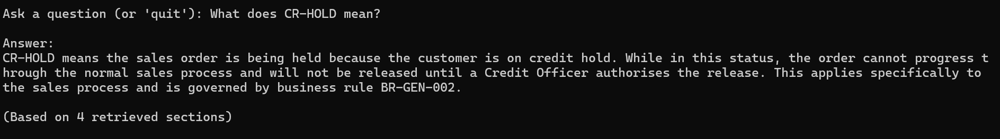 Ask a question (or 'quit'): What does CR-HOLD mean?
Answer:
CR-HOLD means the sales order is being held because the customer is on credit hold. While in this status, the order cannot progress t
hrough the normal sales process and will not be released until a Credit Officer authorises the release. This applies specifically to
the sales process and is governed by business rule BR-GEN-002.
(Based on 4 retrieved sections)